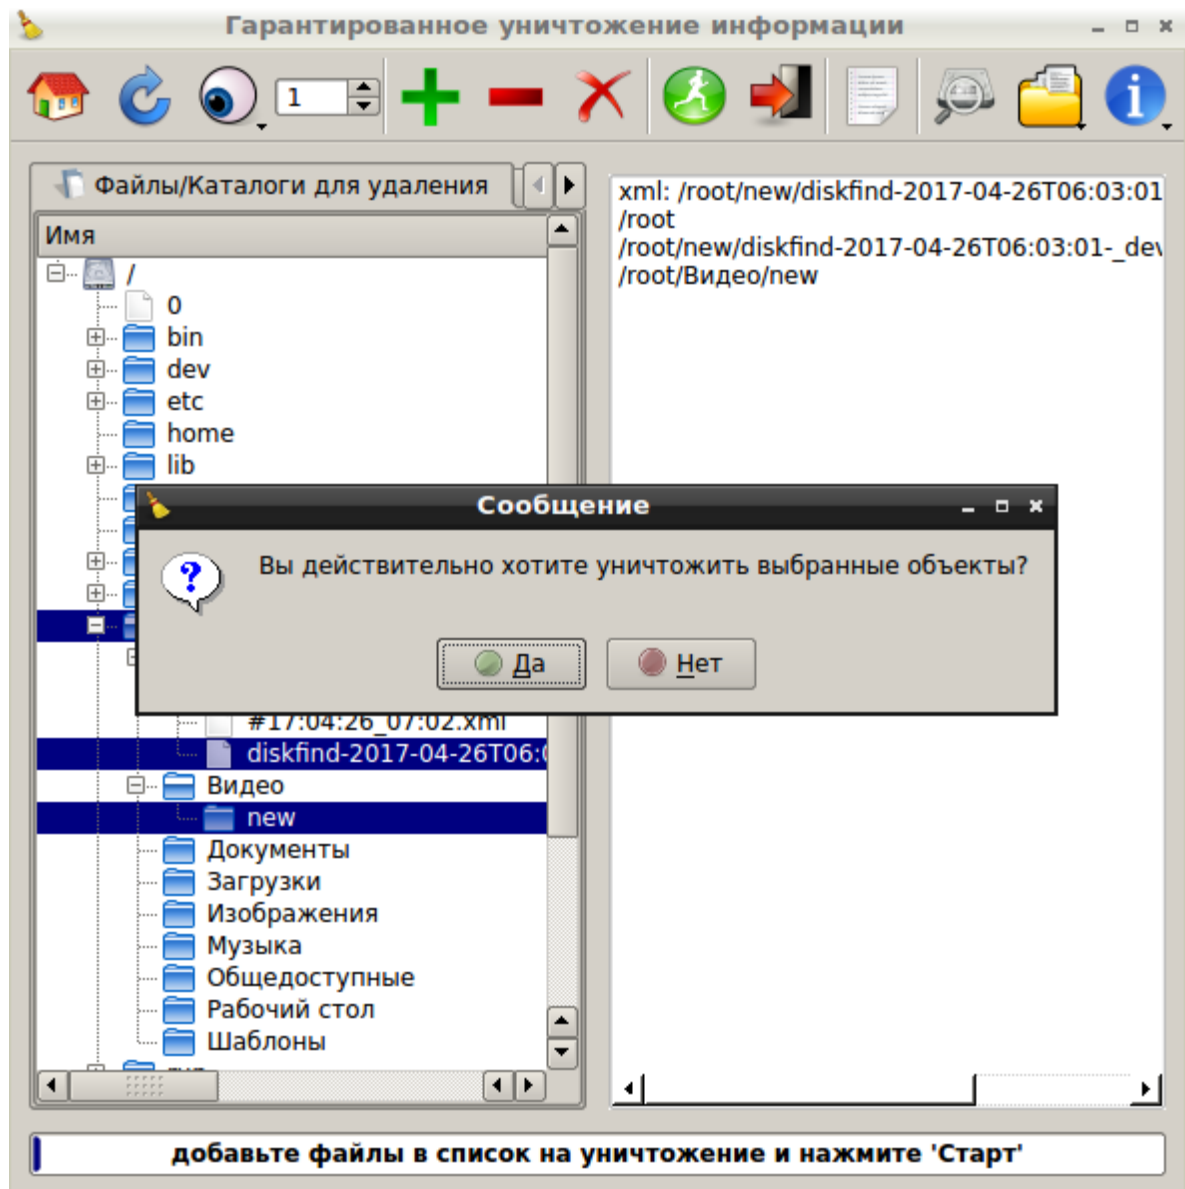 Гарантированное уничтожение информации
1
Файлы/Каталоги для удаления
Имя
/
0
bin
dev
etc
home
lib
xml: /root/new/diskfind-2017-04-26T06:03:01
/root
/root/new/diskfind-2017-04-26T06:03:01-_dev
/root/Видео/new
Сообщение
Вы действительно хотите уничтожить выбранные объекты?
Да
Нет
#17:04:26_07:02.xml
diskfind-2017-04-26T06:0
Видео
new
Документы
Загрузки
Изображения
Музыка
Общедоступные
Рабочий стол
Шаблоны
добавьте файлы в список на уничтожение и нажмите 'Старт'